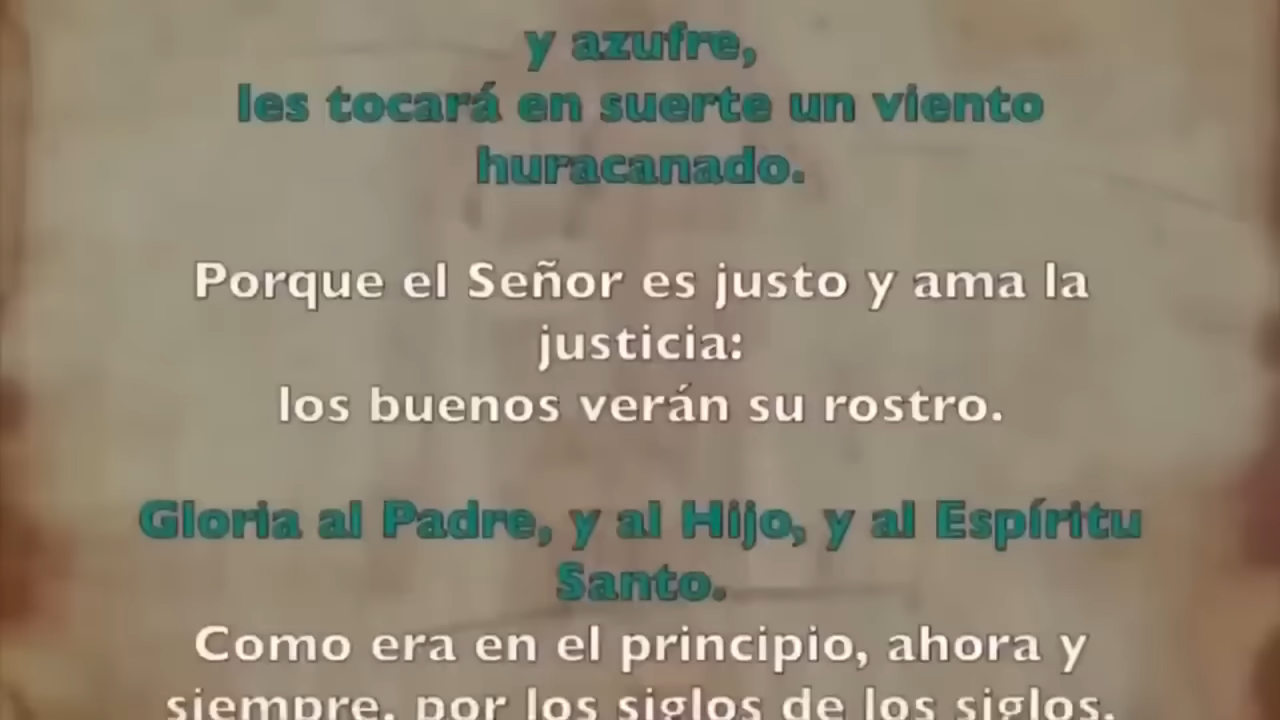 y azufre,
les tocará en suerte un viento
huracanado.
Porque el Señor es justo y ama la
justicia:
los buenos verán su rostro.
Gloria al Padre, y al Hijo, y al Espíritu
Santo.
Como era en el principio, ahora y
siempre, por los siglos de los siglos.